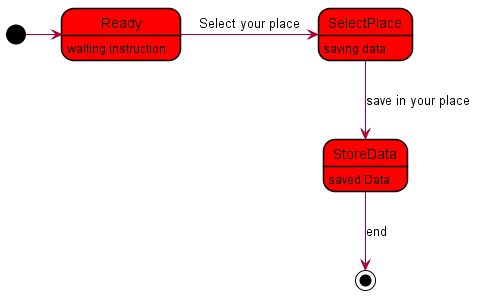 Ready
waiting instruction
Select your place
SelectPlace
saving data
save in your place
StoreData
saved Data
end